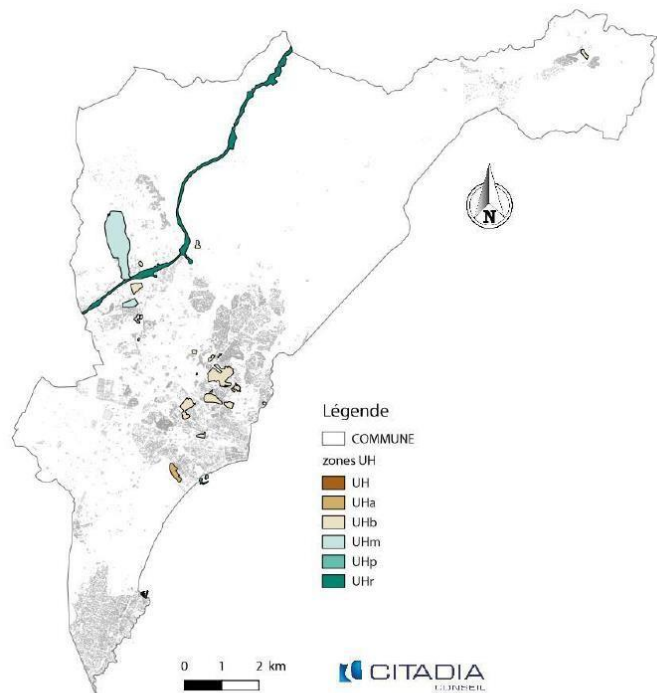 N
Légende
COMMUNE
zones UH
UH
UHa
UHb
UHm
UHp
UHr
0 1 2 km
CITADIA
CONSEIL